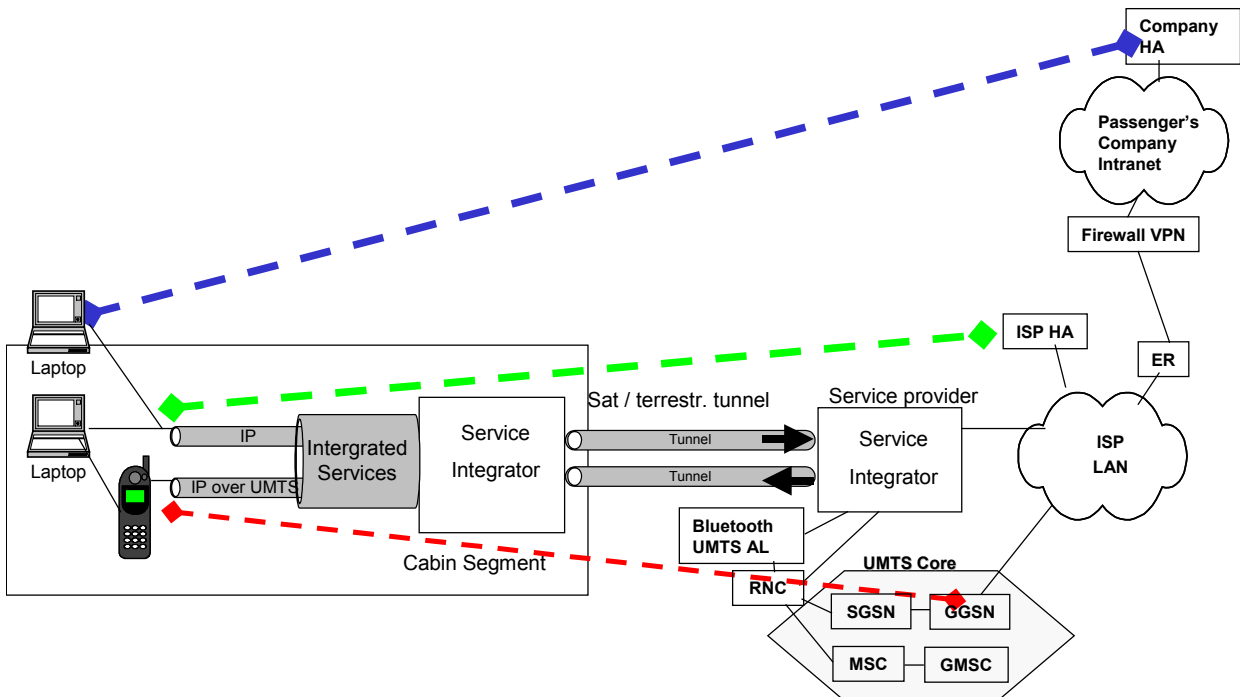 Company
HA
Passenger's
Company
Intranet
Firewall VPN
ISP HA
ER
Laptop
Sat / terrestr. tunnel
Service provider
IP
Intergrated
Services
Service
Integrator
Tunnel
Service
Integrator
ISP
LAN
Laptop
IP over UMTS
Tunnel
Bluetooth
UMTS AL
Cabin Segment
UMTS Core
RNC
SGSN
GGSN
MSC
GMSC